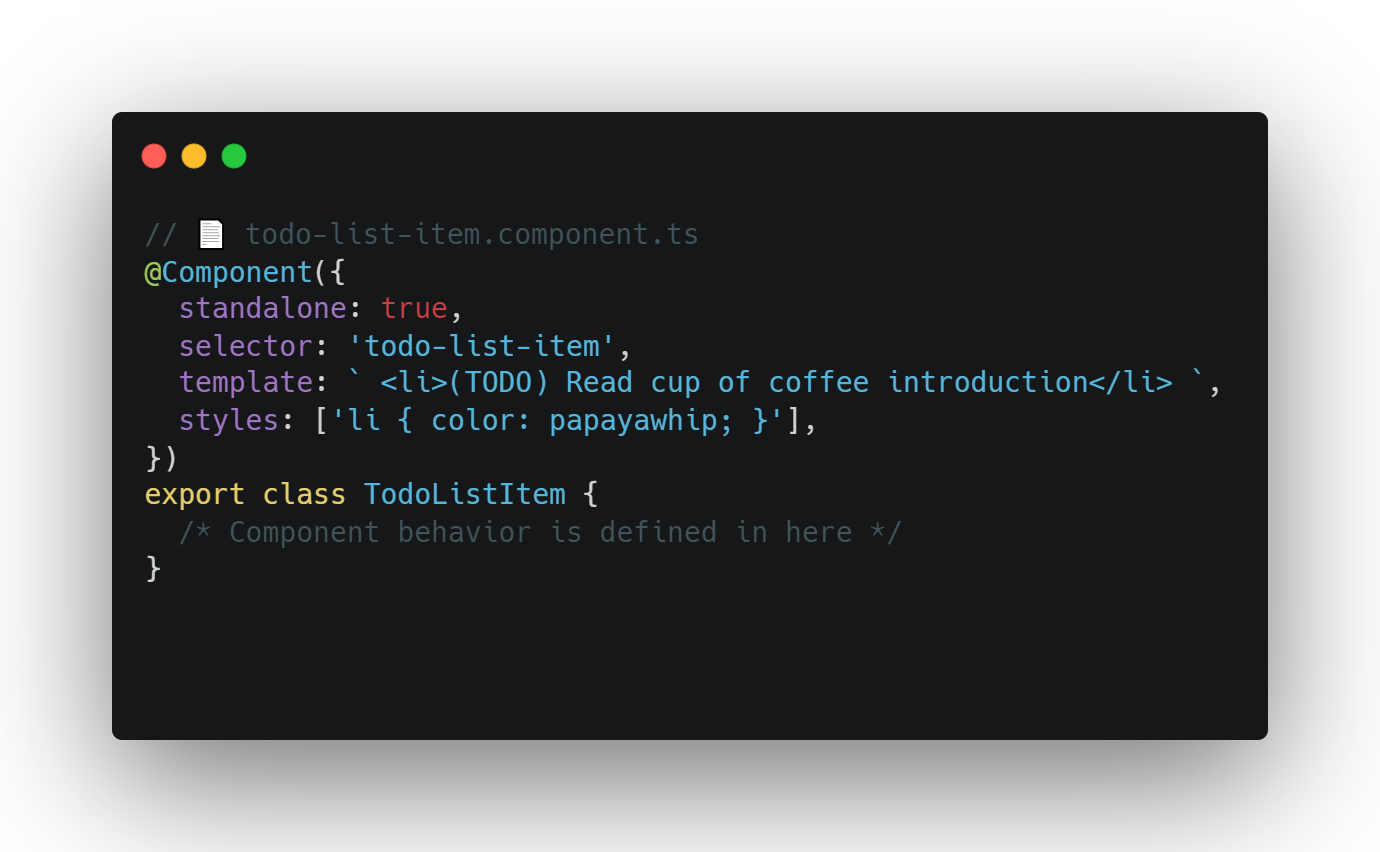 // 📄 todo-list-item.component.ts
@Component({
  standalone: true,
  selector: 'todo-list-item',
  template: ` <li>(TODO) Read cup of coffee introduction</li> `,
  styles: ['li { color: papayawhip; }'],
})
export class TodoListItem {
  /* Component behavior is defined in here */
}